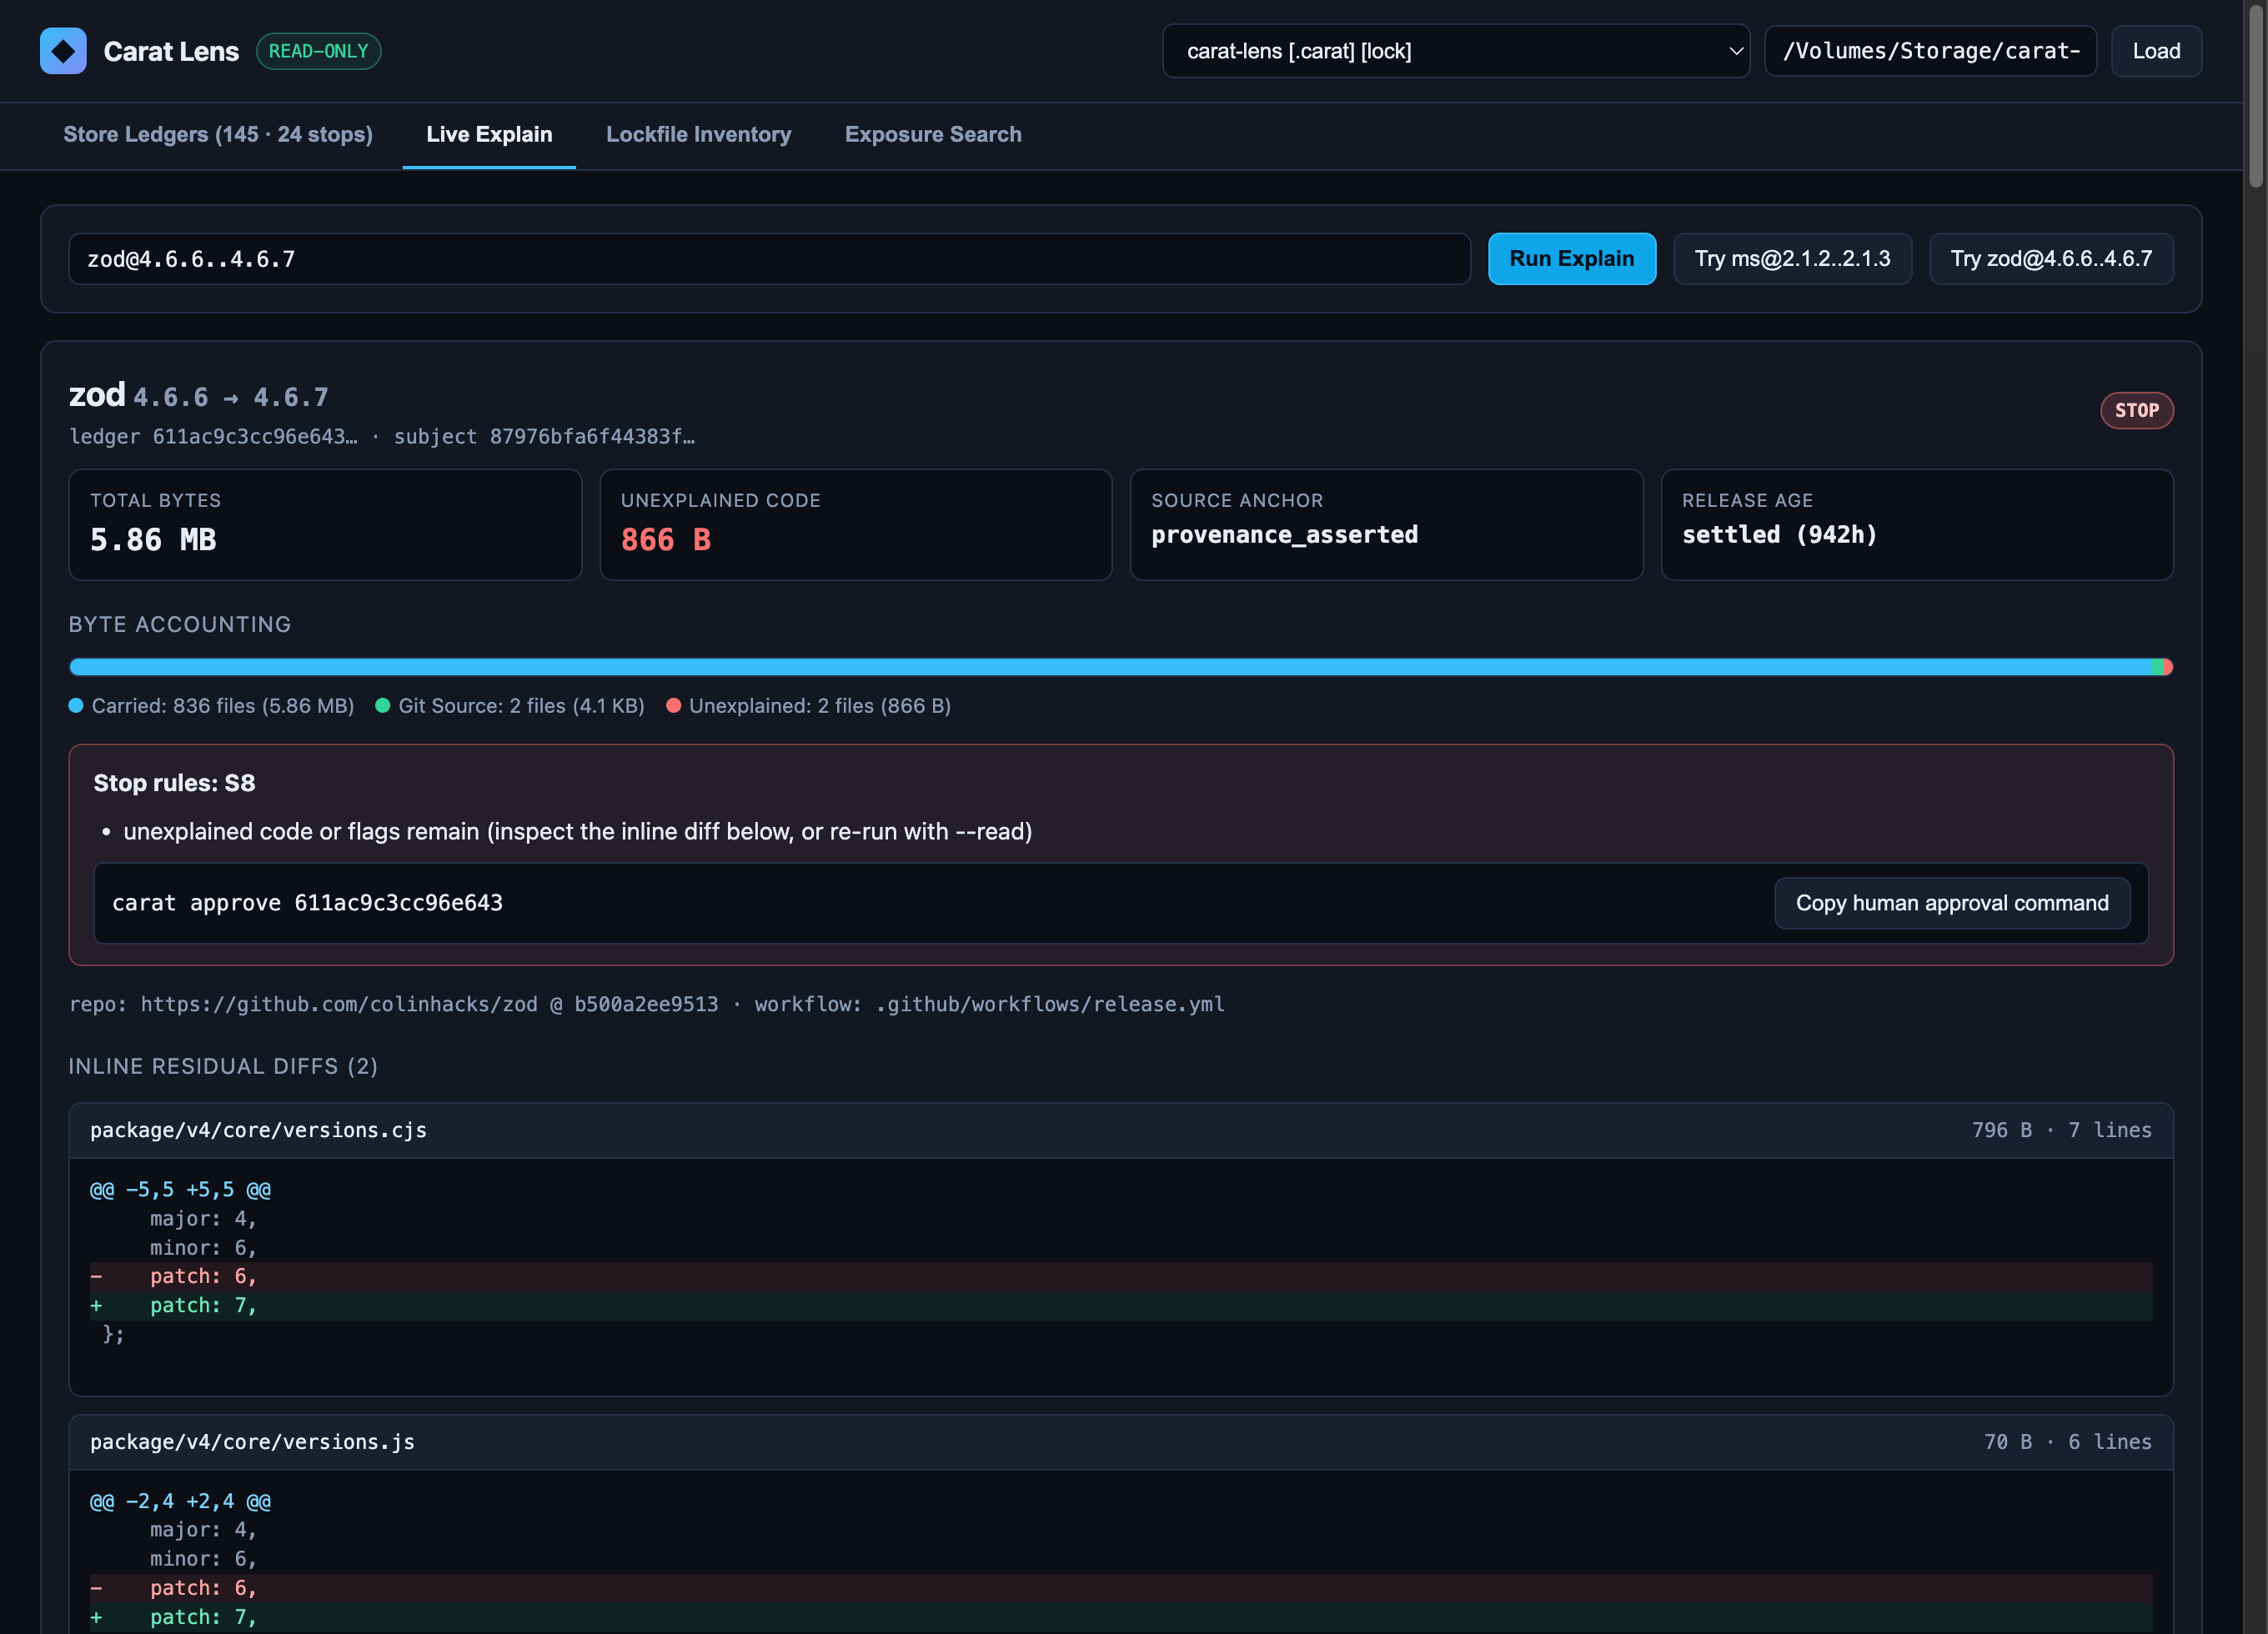 Carat Lens READ-ONLY carat-lens [.carat] [lock] /Volumes/Storage/carat- Load
Store Ledgers (145 · 24 stops) Live Explain Lockfile Inventory Exposure Search
zod@4.6.6..4.6.7 Run Explain Try ms@2.1.2..2.1.3 Try zod@4.6.6..4.6.7
zod 4.6.6 → 4.6.7
STOP
ledger 611ac9c3cc96e643… · subject 87976bfa6f44383f…
TOTAL BYTES
5.86 MB
UNEXPLAINED CODE
866 B
SOURCE ANCHOR
provenance_asserted
RELEASE AGE
settled (942h)
BYTE ACCOUNTING
Carried: 836 files (5.86 MB) Git Source: 2 files (4.1 KB) Unexplained: 2 files (866 B)
Stop rules: S8
• unexplained code or flags remain (inspect the inline diff below, or re-run with --read)
carat approve 611ac9c3cc96e643 Copy human approval command
repo: https://github.com/colinhacks/zod @ b500a2ee9513 · workflow: .github/workflows/release.yml
INLINE RESIDUAL DIFFS (2)
package/v4/core/versions.cjs 796 B · 7 lines
@@ -5,5 +5,5 @@
major: 4,
minor: 6,
- patch: 6,
+ patch: 7,
};
package/v4/core/versions.js 70 B · 6 lines
@@ -2,4 +2,4 @@
major: 4,
minor: 6,
- patch: 6,
+ patch: 7,